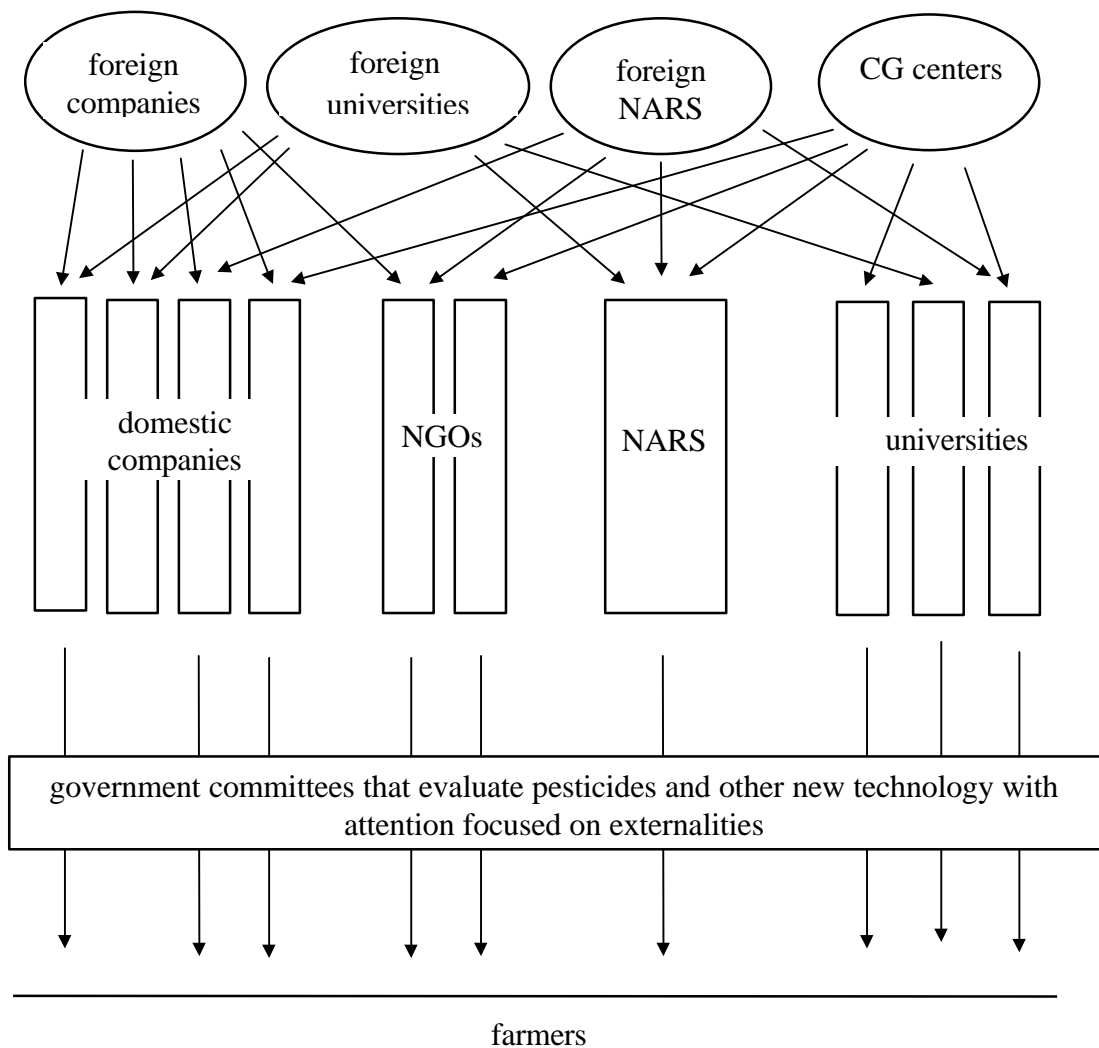 foreign
companies
foreign
universities
foreign
NARS
CG centers
domestic
companies
NGOs
NARS
universities
government committees that evaluate pesticides and other new technology with
attention focused on externalities
farmers